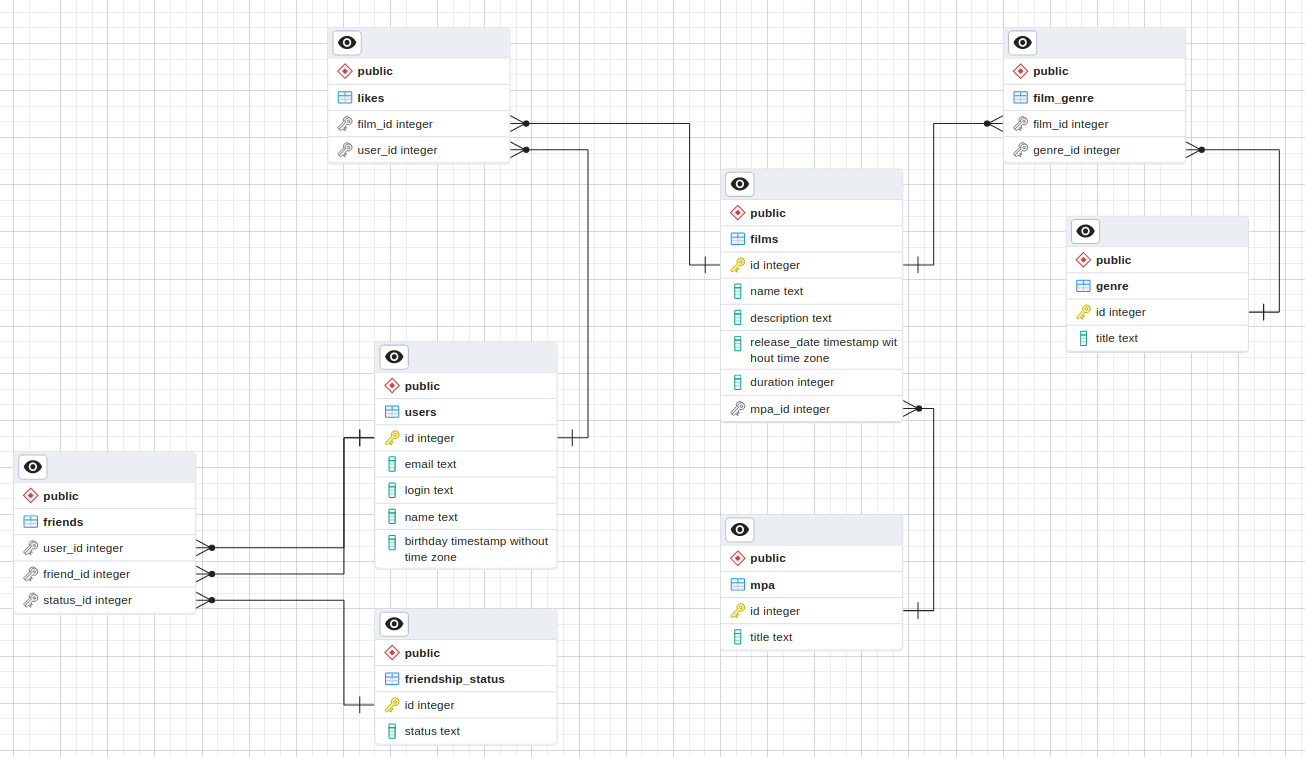 public
likes
film_id integer
user_id integer
public
film_genre
film_id integer
genre_id integer
public
films
id integer
name text
description text
release_date timestamp wit
hout time zone
duration integer
mpa_id integer
public
genre
id integer
title text
public
users
id integer
email text
login text
name text
birthday timestamp without
time zone
public
friends
user_id integer
friend_id integer
status_id integer
public
mpa
id integer
title text
public
friendship_status
id integer
status text